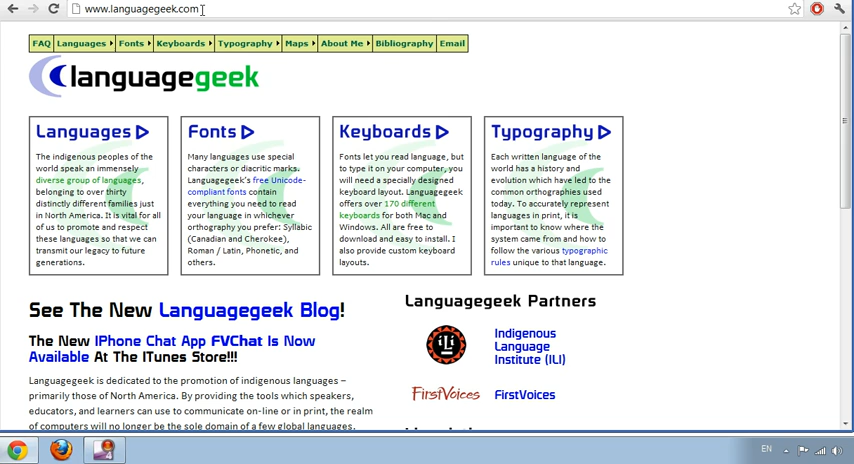 www.languagegeek.com
FAQ Languages Fonts Keyboards Typography Maps About Me Bibliography Email
languagegeek
Languages
The indigenous peoples of the
world speak an immensely
diverse group of languages,
belonging to over thirty
distinctly different families just
in North America. It is vital for all
of us to promote and respect
these languages so that we can
transmit our legacy to future
generations.
Fonts
Many languages use special
characters or diacritic marks.
Languagegeek's free Unicode-
compliant fonts contain
everything you need to read
your language in whichever
orthography you prefer: Syllabic
(Canadian and Cherokee),
Roman / Latin, Phonetic, and
others.
Keyboards
Fonts let you read language, but
to type it on your computer, you
will need a specially designed
keyboard layout. Languagegeek
offers over 170 different
keyboards for both Mac and
Windows. All are free to
download and easy to install. I
also provide custom keyboard
layouts.
Typography
Each written language of the
world has a history and
evolution which have led to the
common orthographies used
today. To accurately represent
languages in print, it is
important to know where the
system came from and how to
follow the various typographic
rules unique to that language.
See The New Languagegeek Blog!
The New IPhone Chat App FVChat Is Now
Available At The ITunes Store!!!
Languagegeek is dedicated to the promotion of indigenous languages –
primarily those of North America. By providing the tools which speakers,
educators, and learners can use to communicate on-line or in print, the realm
of computers will no longer be the sole domain of a few global languages.
Languagegeek Partners
ILI
Indigenous
Language
Institute (ILI)
FirstVoices
FirstVoices
4
EN